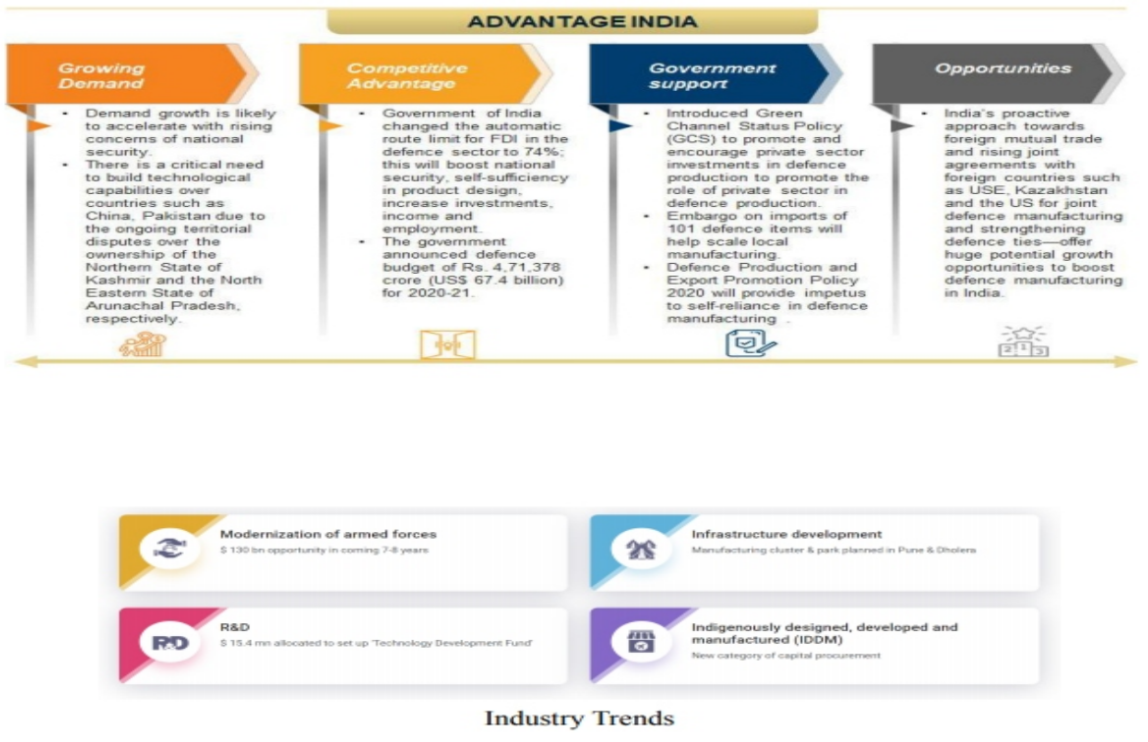 ADVANTAGE INDIA
Growing
Demand
• Demand growth is likely
to accelerate with rising
concerns of national
security.
• There is a critical need
to build technological
capabilities over
countries such as
China, Pakistan due to
the ongoing territorial
disputes over the
ownership of the
Northern State of
Kashmir and the North
Eastern State of
Arunachal Pradesh,
respectively.
Competitive
Advantage
• Government of India
changed the automatic
route limit for FDI in the
defence sector to 74%;
this will boost national
security, self-sufficiency
in product design,
increase investments,
income and
employment.
• The government
announced defence
budget of Rs. 4,71,378
crore (US$ 67.4 billion)
for 2020-21.
Government
support
• Introduced Green
Channel Status Policy
(GCS) to promote and
encourage private sector
investments in defence
production to promote the
role of private sector in
defence production.
• Embargo on imports of
101 defence items will
help scale local
manufacturing.
• Defence Production and
Export Promotion Policy
2020 will provide impetus
to self-reliance in defence
manufacturing .
Opportunities
• India's proactive
approach towards
foreign mutual trade
and rising joint
agreements with
foreign countries such
as USE, Kazakhstan
and the US for joint
defence manufacturing
and strengthening
defence ties—offer
huge potential growth
opportunities to boost
defence manufacturing
in India.
2 1 3
Modernization of armed forces
$ 130 bn opportunity in coming 7-8 years
Infrastructure development
Manufacturing cluster & park planned in Pune & Dholera
R&D
R&D
$ 15.4 mn allocated to set up 'Technology Development Fund'
Indigenously designed, developed and
manufactured (IDDM)
New category of capital procurement
Industry Trends